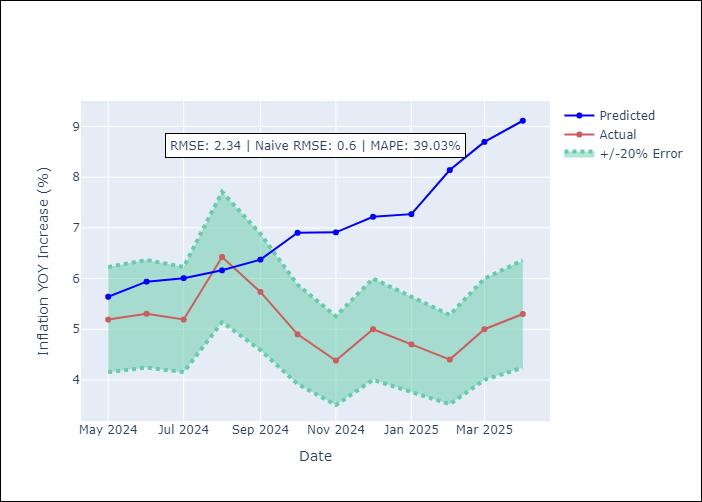 RMSE: 2.34 | Naive RMSE: 0.6 | MAPE: 39.03%
Predicted
Actual
+/-20% Error
Inflation YOY Increase (%)
9
8
7
6
5
4
May 2024
Jul 2024
Sep 2024
Nov 2024
Jan 2025
Mar 2025
Date